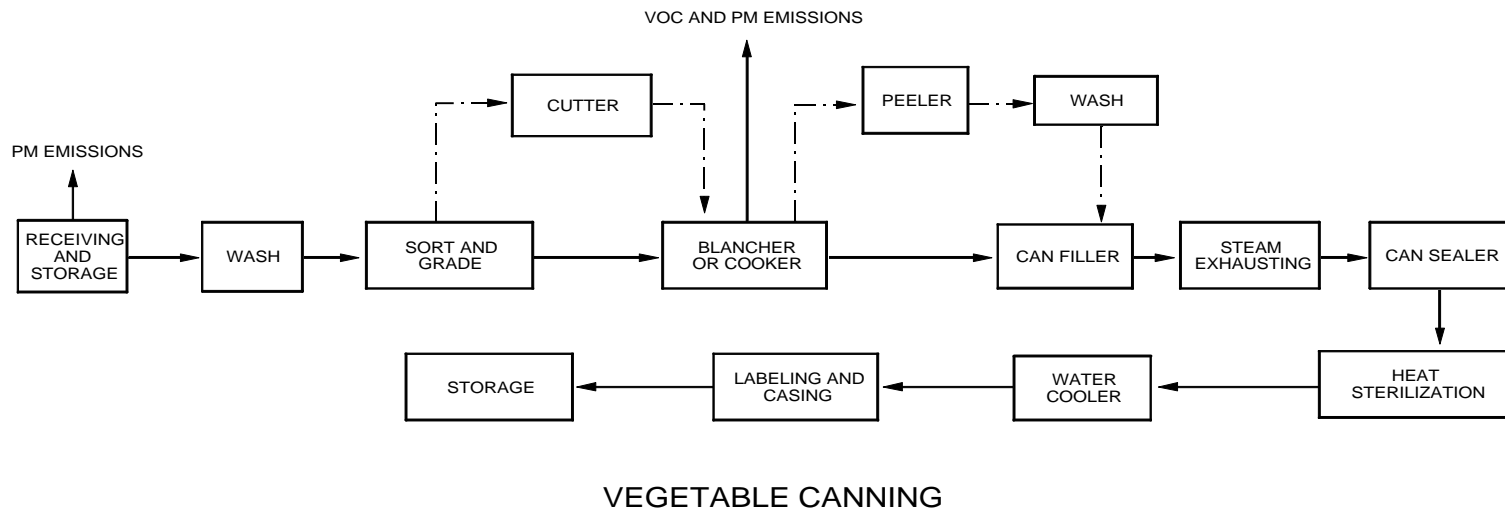 VOC AND PM EMISSIONS
CUTTER
PEELER
WASH
PM EMISSIONS
RECEIVING
AND
STORAGE
WASH
SORT AND
GRADE
BLANCHER
OR COOKER
CAN FILLER
STEAM
EXHAUSTING
CAN SEALER
STORAGE
LABELING AND
CASING
WATER
COOLER
HEAT
STERILIZATION
VEGETABLE CANNING